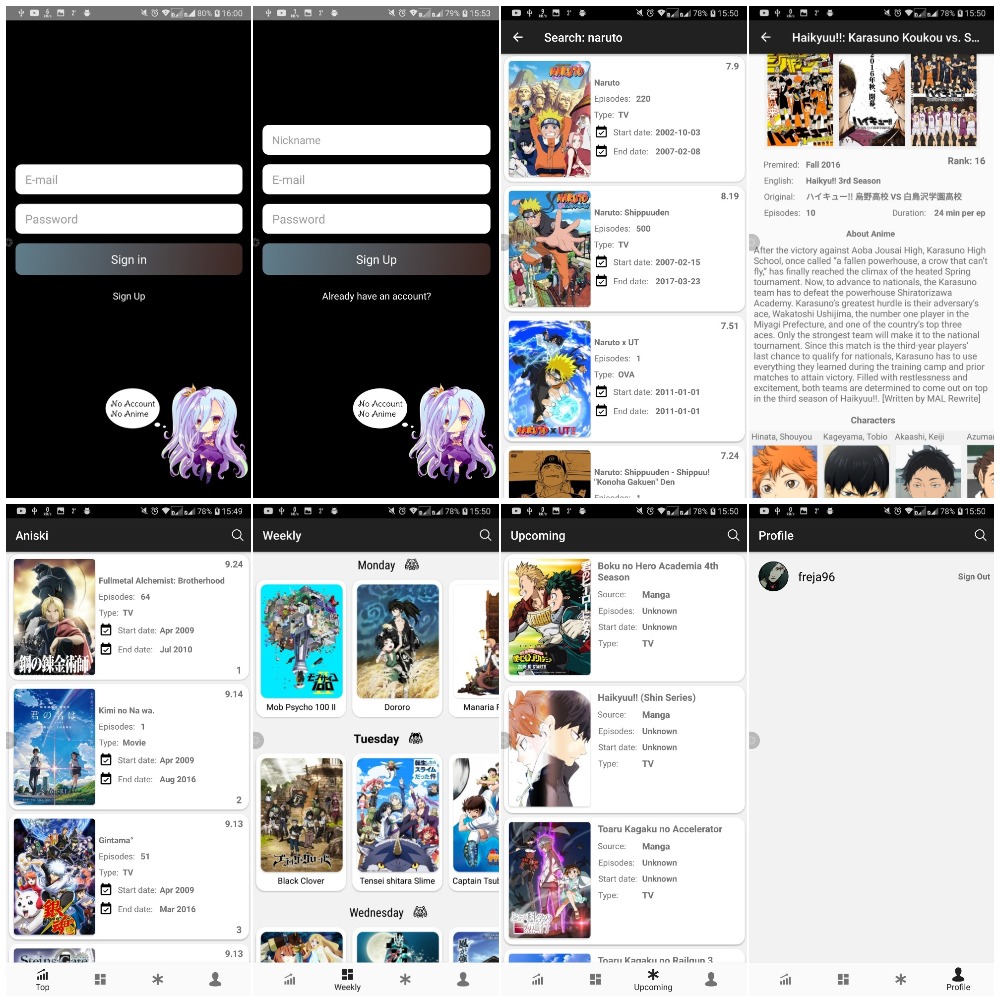 80% 16:00
E-mail
Password
Sign in
Sign Up
No Account
No Anime
79% 15:53
Nickname
E-mail
Password
Sign Up
Already have an account?
No Account
No Anime
78% 15:50
Search: naruto
7.9
Naruto
Episodes: 220
Type: TV
Start date: 2002-10-03
End date: 2007-02-08
8.19
Naruto: Shippuuden
Episodes: 500
Type: TV
Start date: 2007-02-15
End date: 2017-03-23
7.51
Naruto x UT
Episodes: 1
Type: OVA
Start date: 2011-01-01
End date: 2011-01-01
7.24
Naruto: Shippuuden - Shippuu!
"Konoha Gakuen" Den
Episodes: 1
78% 15:50
Haikyuu!!: Karasuno Koukou vs. S...
Premired: Fall 2016
Rank: 16
English: Haikyu!! 3rd Season
Original: ハイキュー!! 烏野高校 VS 白鳥沢学園高校
Episodes: 10 Duration: 24 min per ep
About Anime
After the victory against Aoba Jousai High, Karasuno High
School, once called "a fallen powerhouse, a crow that can't
fly," has finally reached the climax of the heated Spring
tournament. Now, to advance to nationals, the Karasuno
team has to defeat the powerhouse Shiratorizawa
Academy. Karasuno's greatest hurdle is their adversary's
ace, Wakatoshi Ushijima, the number one player in the
Miyagi Prefecture, and one of the country's top three
aces. Only the strongest team will make it to the national
tournament. Since this match is the third-year players'
last chance to qualify for nationals, Karasuno has to use
everything they learned during the training camp and prior
matches to attain victory. Filled with restlessness and
excitement, both teams are determined to come out on top
in the third season of Haikyuu!!. [Written by MAL Rewrite]
Characters
Hinata, Shouyou Kageyama, Tobio Akaashi, Keiji Azuma
78% 15:49
Aniski
9.24
Fullmetal Alchemist: Brotherhood
Episodes: 64
Type: TV
Start date: Apr 2009
End date: Jul 2010
鋼の錬金術師
1
9.14
Kimi no Na wa.
Episodes: 1
Type: Movie
Start date: Apr 2009
End date: Aug 2016
君の名は
2
9.13
Gintama°
Episodes: 51
Type: TV
Start date: Apr 2009
End date: Mar 2016
銀魂
3
9.13
Top
78% 15:50
Weekly
Monday
Mob Psycho 100 II Dororo Manaria F
Tuesday
Black Clover Tensei shitara Slime Captain Tsub
Wednesday
Weekly
78% 15:50
Upcoming
Boku no Hero Academia 4th
Season
Source: Manga
Episodes: Unknown
Start date: Unknown
Type: TV
Haikyuu!! (Shin Series)
Source: Manga
Episodes: Unknown
Start date: Unknown
Type: TV
Toaru Kagaku no Accelerator
Source: Manga
Episodes: Unknown
Start date: Unknown
Type: TV
Toaru Kagaku no Railgun 3
Upcoming
78% 15:50
Profile
freja96
Sign Out
Profile